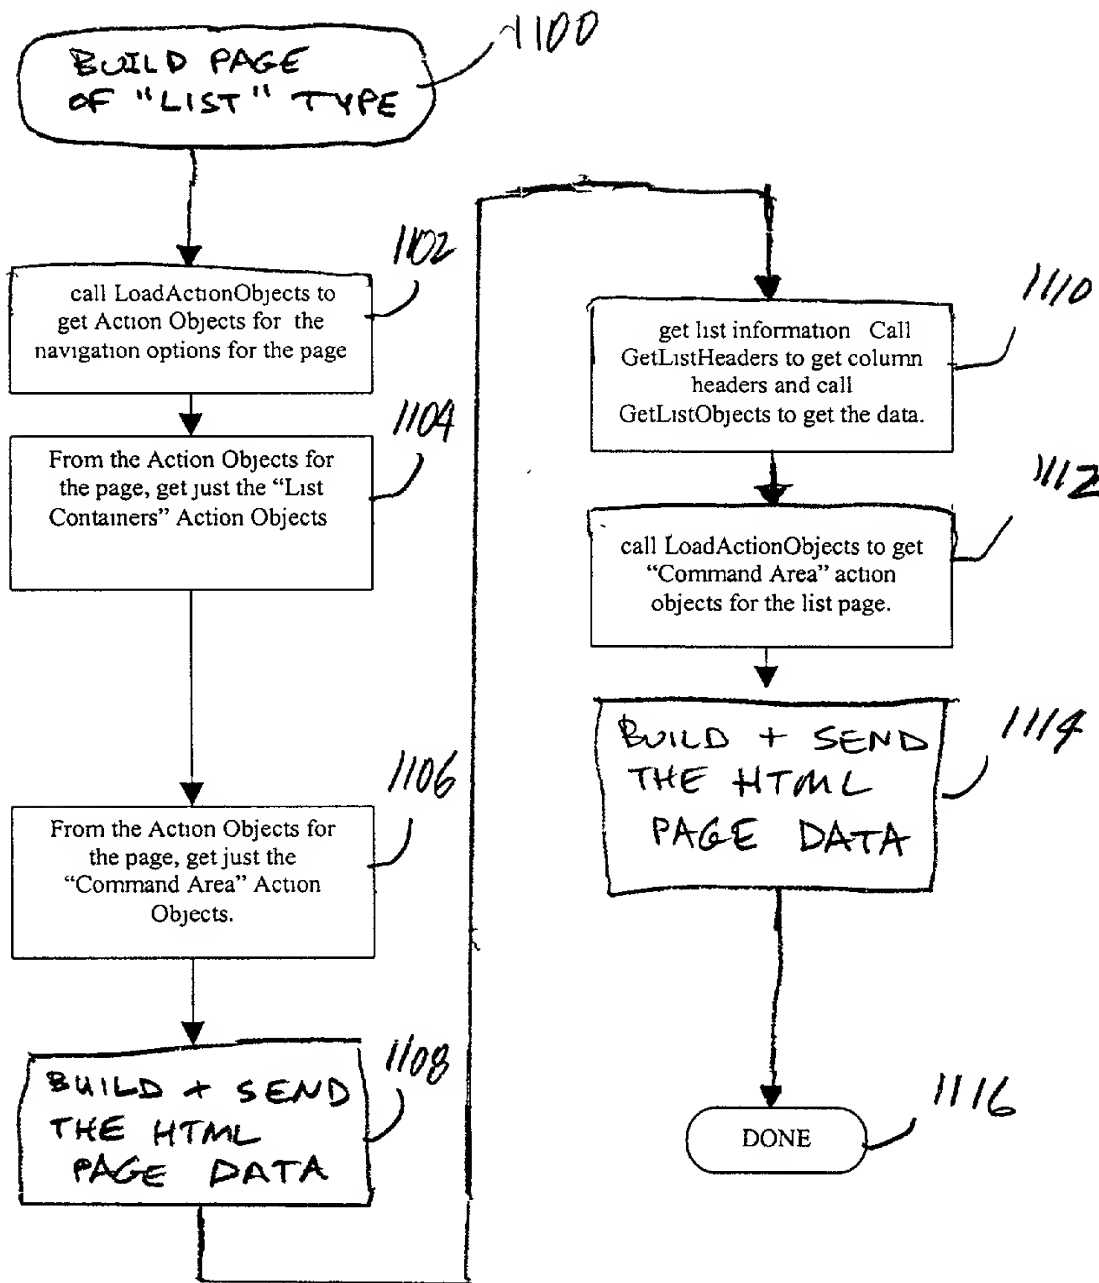 BUILD PAGE
OF "LIST" TYPE
1100
1102
call LoadActionObjects to
get Action Objects for the
navigation options for the page
1104
From the Action Objects for
the page, get just the “List
Containers” Action Objects
1106
From the Action Objects for
the page, get just the
“Command Area” Action
Objects.
1108
BUILD + SEND
THE HTML
PAGE DATA
1110
get list information Call
GetListHeaders to get column
headers and call
GetListObjects to get the data.
1112
call LoadActionObjects to get
“Command Area” action
objects for the list page.
1114
BUILD + SEND
THE HTML
PAGE DATA
1116
DONE